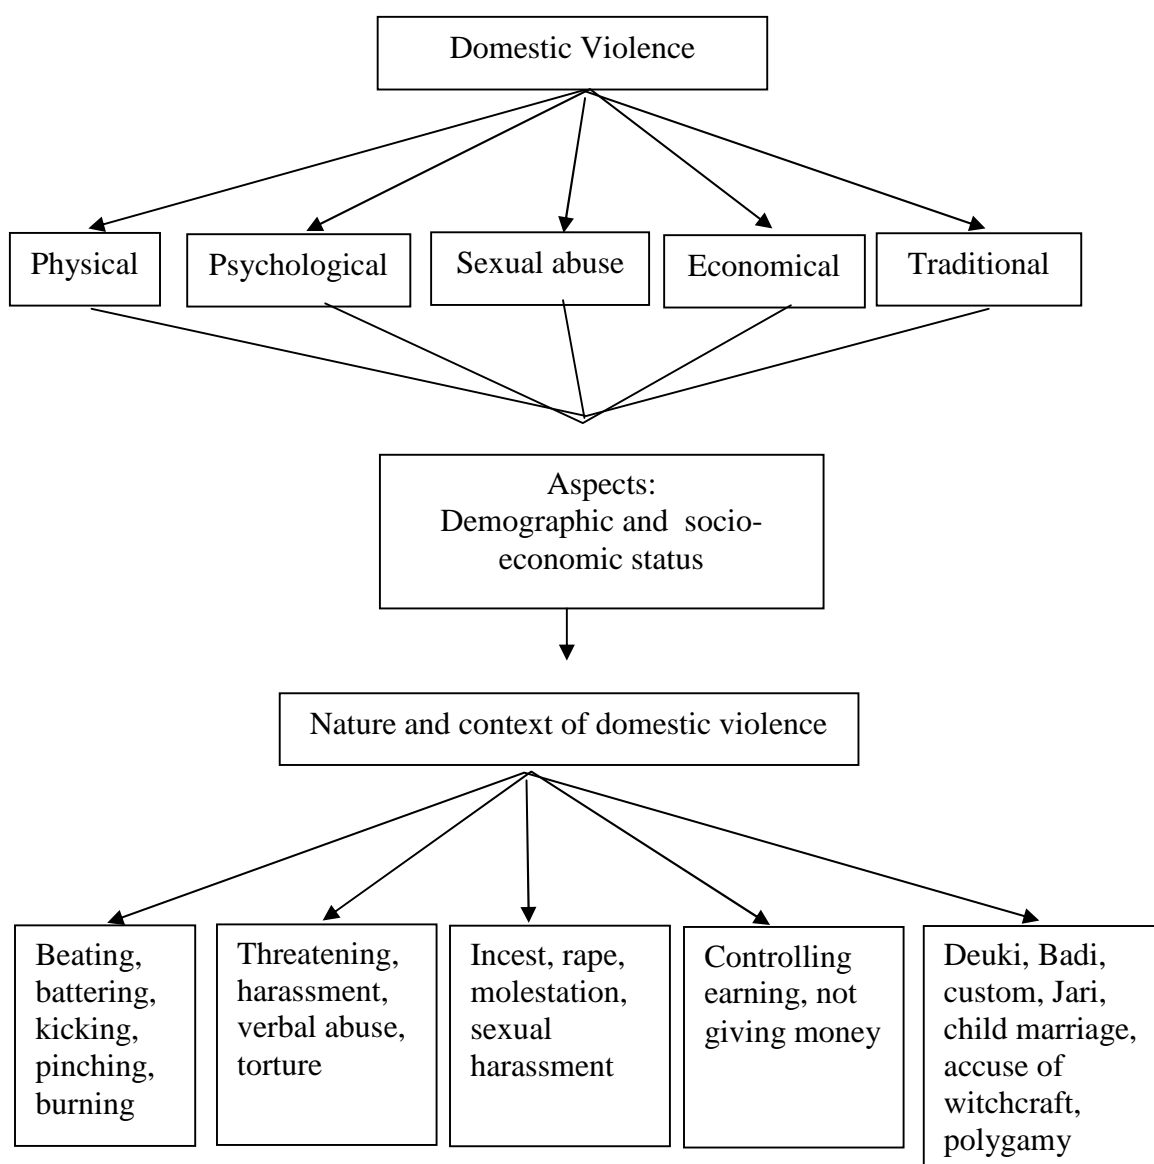 Domestic Violence
Physical
Psychological
Sexual abuse
Economical
Traditional
Aspects:
Demographic and socio-
economic status
Nature and context of domestic violence
Beating,
battering,
kicking,
pinching,
burning
Threatening,
harassment,
verbal abuse,
torture
Incest, rape,
molestation,
sexual
harassment
Controlling
earning, not
giving money
Deuki, Badi,
custom, Jari,
child marriage,
accuse of
witchcraft,
polygamy